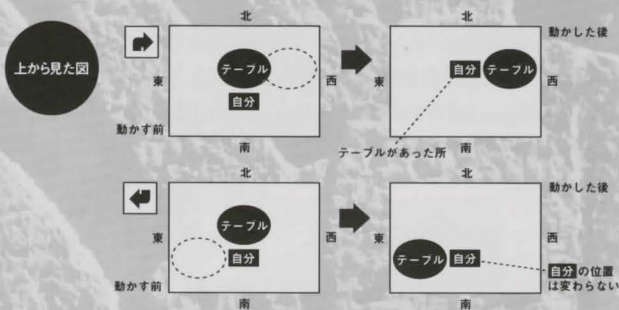 上から見た図
北
東
テーブル
自分
西
南
動かす前
北
動かした後
東
自分
テーブル
西
南
テーブルがあった所
北
東
テーブル
自分
西
南
動かす前
北
動かした後
東
テーブル
自分
西
南
自分の位置
は変わらない